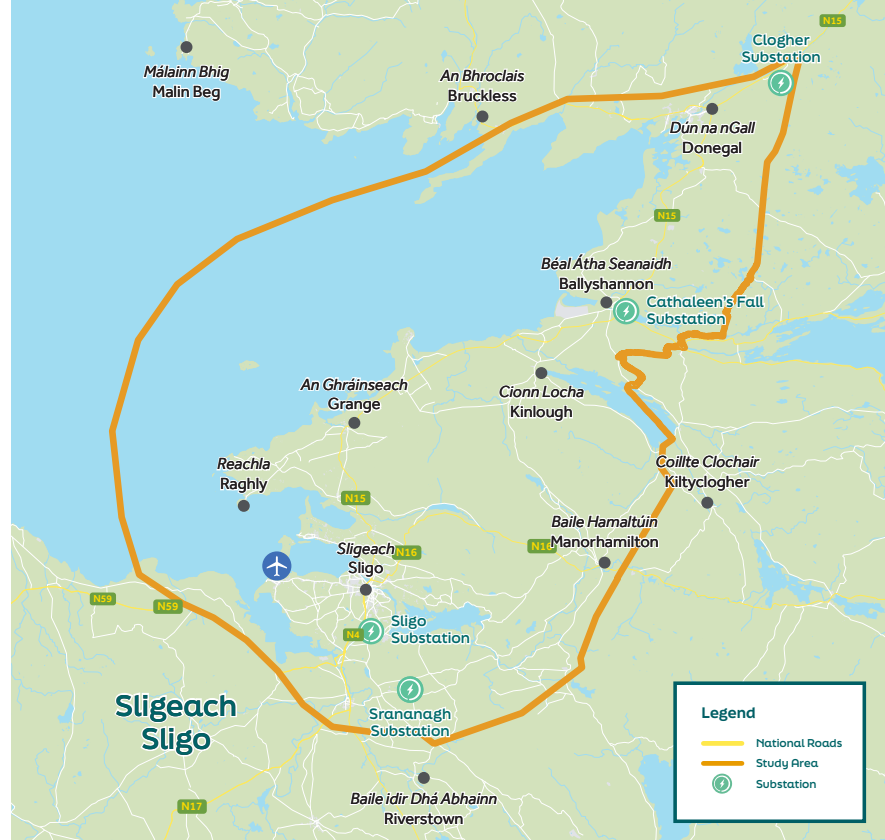 N15
Clogher
Substation
Málainn Bhig
Malin Beg
An Bhroclais
Bruckless
Dún na nGall
Donegal
N15
Béal Átha Seanaidh
Ballyshannon
Cathaleen's Fall
Substation
An Ghráinseach
Grange
Cionn Locha
Kinlough
Reachla
Raghly
Coillte Clochair
Kiltyclogher
N15
Baile Hamaltúin
Manorhamilton
N16
Sligeach
Sligo
N16
N59
N59
N4
Sligo
Substation
Sligeach
Sligo
Srananagh
Substation
Legend
National Roads
Study Area
Substation
Baile idir Dhá Abhainn
Riverstown
N17